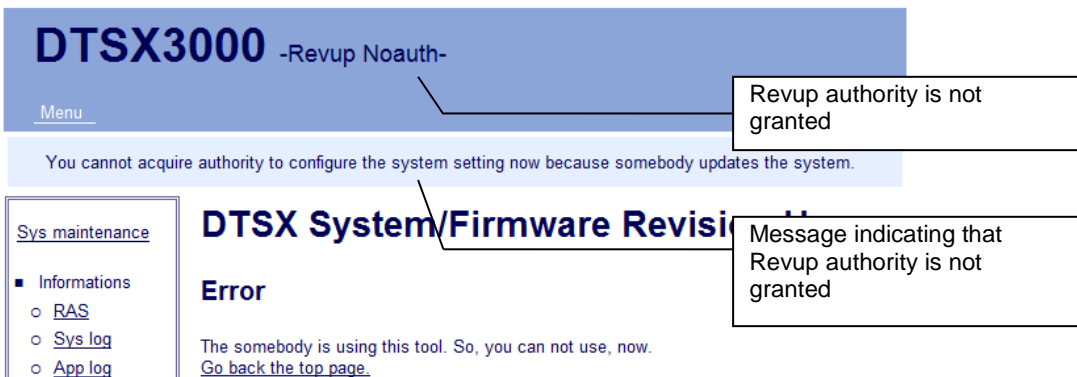 DTSX3000 -Revup Noauth-
Menu
Revup authority is not
granted
You cannot acquire authority to configure the system setting now because somebody updates the system.
Sys maintenance
■ Informations
○ RAS
○ Sys log
○ App log
DTSX System/Firmware
Error
The somebody is using this tool. So, you can not use, now.
Go back the top page.
Message indicating that
Revup authority is not
granted